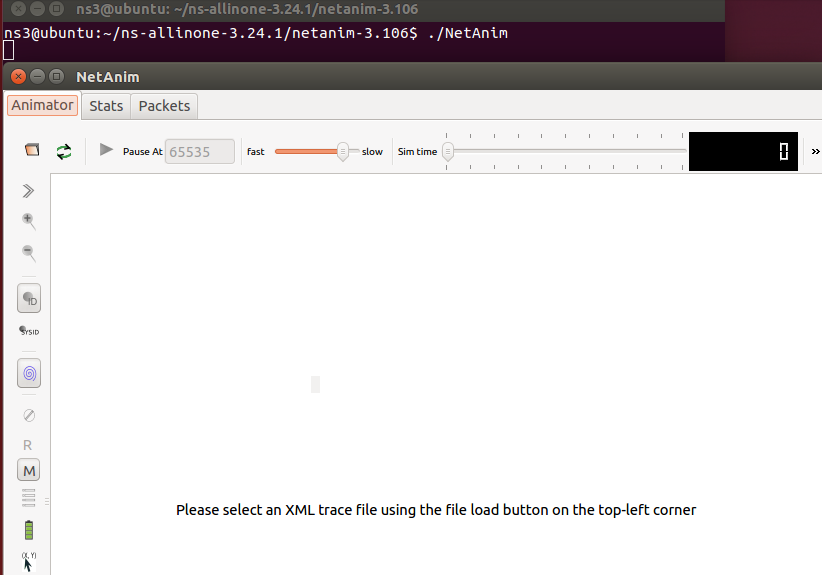 ns3@ubuntu: ~/ns-allinone-3.24.1/netanim-3.106
ns3@ubuntu:~/ns-allinone-3.24.1/netanim-3.106$ ./NetAnim
NetAnim
Animator Stats Packets
Pause At 65535 fast slow Sim time 0 »
ID
SYSID
R
M
(X, Y)
Please select an XML trace file using the file load button on the top-left corner